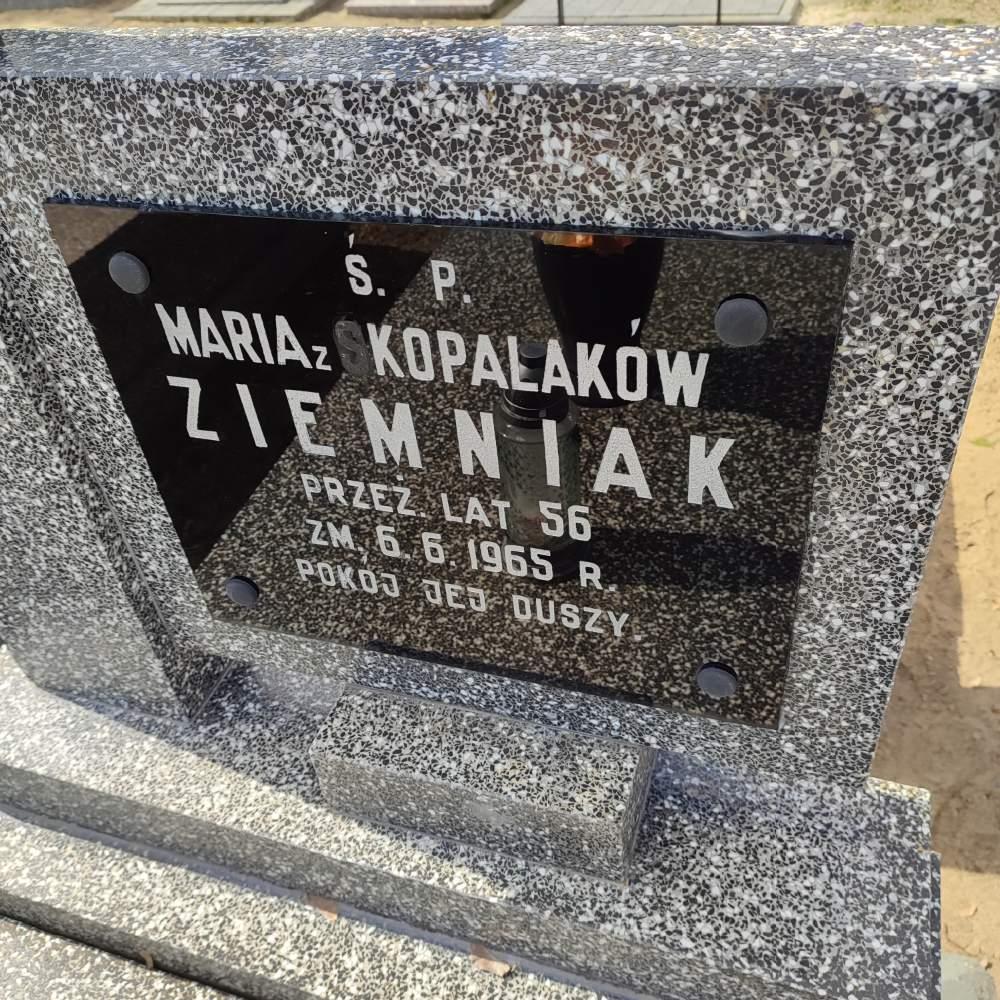 Ś. P.
MARIA z SKOPALAKÓW
ZIEMNIAK
PRZEŻ. LAT 56
ZM. 6. 6. 1965 R.
POKOJ JEJ DUSZY.